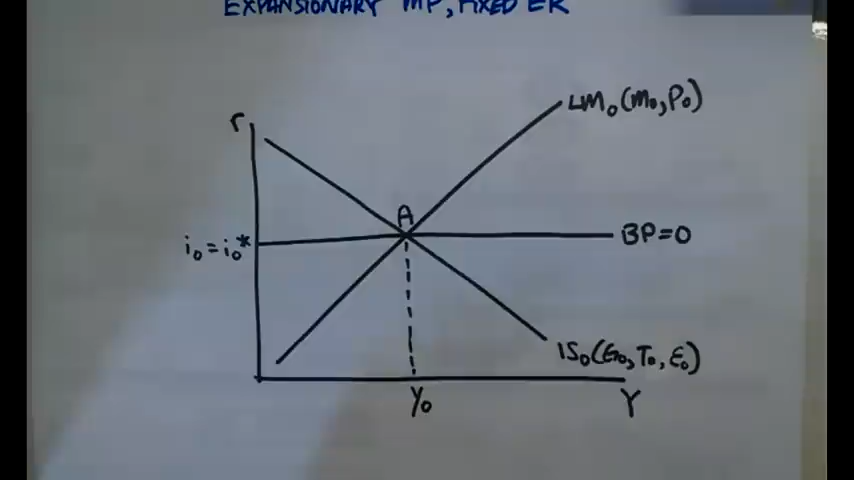 EXPANSIONARY MP, FIXED ER
LM₀(M₀,P₀)
r
A
i₀=i₀*
BP=0
IS₀(G₀,T₀,E₀)
Y₀
Y